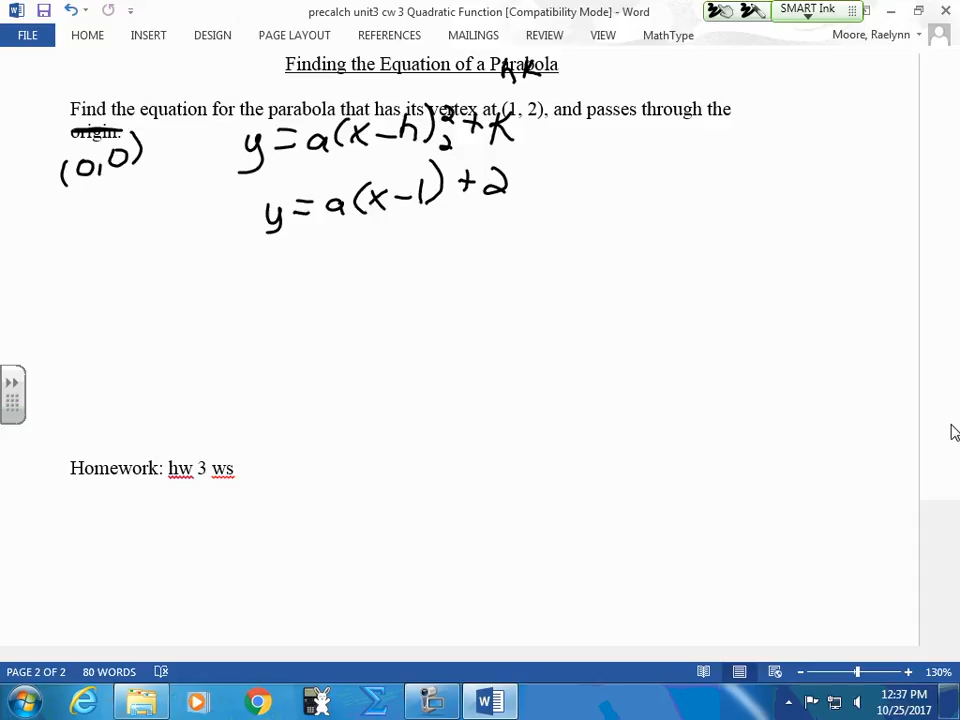 precalch unit3 cw 3 Quadratic Function [Compatibility Mode] - Word
SMART Ink
FILE HOME INSERT DESIGN PAGE LAYOUT REFERENCES MAILINGS REVIEW VIEW MathType Moore, Raelynn
Finding the Equation of a Parabola
h k
Find the equation for the parabola that has its vertex at (1, 2), and passes through the
origin.
(0,0)
y = a(x-h)² + k
y = a(x-1)² + 2
Homework: hw 3 ws
PAGE 2 OF 2 80 WORDS 130%
12:37 PM
10/25/2017